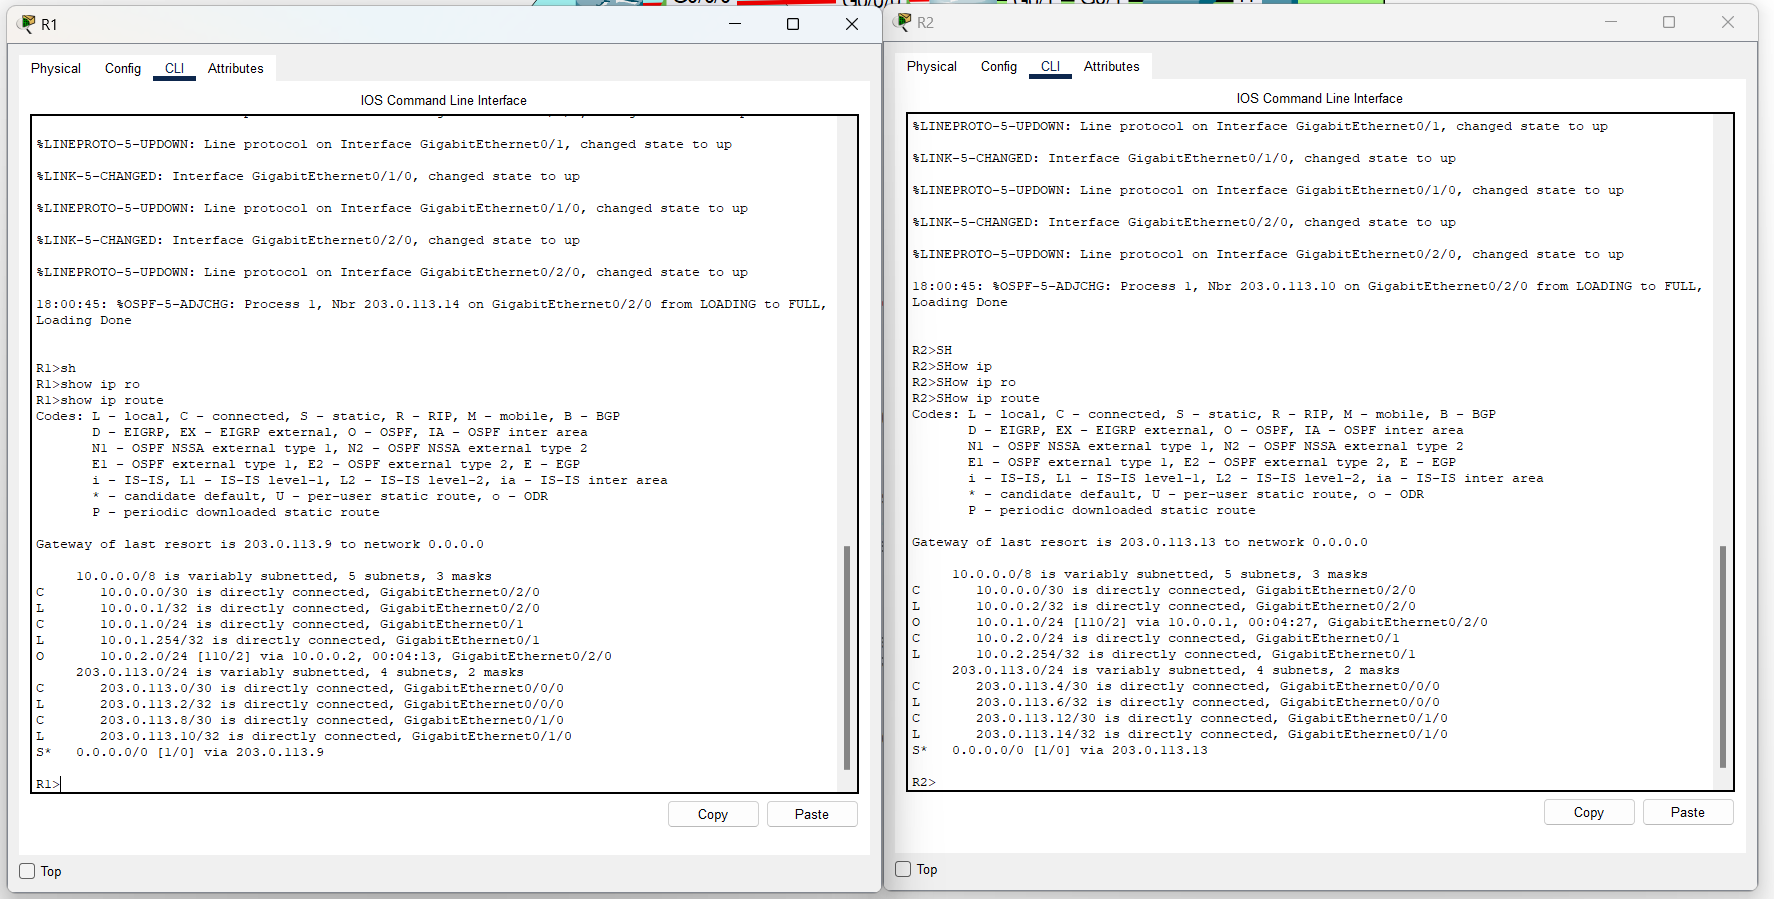 G0/0/0
G0/0/0
G0/1
G0/1
R1
Physical Config CLI Attributes
IOS Command Line Interface
%LINEPROTO-5-UPDOWN: Line protocol on Interface GigabitEthernet0/1, changed state to up
%LINK-5-CHANGED: Interface GigabitEthernet0/1/0, changed state to up
%LINEPROTO-5-UPDOWN: Line protocol on Interface GigabitEthernet0/1/0, changed state to up
%LINK-5-CHANGED: Interface GigabitEthernet0/2/0, changed state to up
%LINEPROTO-5-UPDOWN: Line protocol on Interface GigabitEthernet0/2/0, changed state to up
18:00:45: %OSPF-5-ADJCHG: Process 1, Nbr 203.0.113.14 on GigabitEthernet0/2/0 from LOADING to FULL,
Loading Done
R1>sh
R1>show ip ro
R1>show ip route
Codes: L - local, C - connected, S - static, R - RIP, M - mobile, B - BGP
D - EIGRP, EX - EIGRP external, O - OSPF, IA - OSPF inter area
N1 - OSPF NSSA external type 1, N2 - OSPF NSSA external type 2
E1 - OSPF external type 1, E2 - OSPF external type 2, E - EGP
i - IS-IS, L1 - IS-IS level-1, L2 - IS-IS level-2, ia - IS-IS inter area
* - candidate default, U - per-user static route, o - ODR
P - periodic downloaded static route
Gateway of last resort is 203.0.113.9 to network 0.0.0.0
10.0.0.0/8 is variably subnetted, 5 subnets, 3 masks
C 10.0.0.0/30 is directly connected, GigabitEthernet0/2/0
L 10.0.0.1/32 is directly connected, GigabitEthernet0/2/0
C 10.0.1.0/24 is directly connected, GigabitEthernet0/1
L 10.0.1.254/32 is directly connected, GigabitEthernet0/1
O 10.0.2.0/24 [110/2] via 10.0.0.2, 00:04:13, GigabitEthernet0/2/0
203.0.113.0/24 is variably subnetted, 4 subnets, 2 masks
C 203.0.113.0/30 is directly connected, GigabitEthernet0/0/0
L 203.0.113.2/32 is directly connected, GigabitEthernet0/0/0
C 203.0.113.8/30 is directly connected, GigabitEthernet0/1/0
L 203.0.113.10/32 is directly connected, GigabitEthernet0/1/0
S* 0.0.0.0/0 [1/0] via 203.0.113.9
R1>
Copy Paste
Top
R2
Physical Config CLI Attributes
IOS Command Line Interface
%LINEPROTO-5-UPDOWN: Line protocol on Interface GigabitEthernet0/1, changed state to up
%LINK-5-CHANGED: Interface GigabitEthernet0/1/0, changed state to up
%LINEPROTO-5-UPDOWN: Line protocol on Interface GigabitEthernet0/1/0, changed state to up
%LINK-5-CHANGED: Interface GigabitEthernet0/2/0, changed state to up
%LINEPROTO-5-UPDOWN: Line protocol on Interface GigabitEthernet0/2/0, changed state to up
18:00:45: %OSPF-5-ADJCHG: Process 1, Nbr 203.0.113.10 on GigabitEthernet0/2/0 from LOADING to FULL,
Loading Done
R2>SH
R2>SHow ip
R2>SHow ip ro
R2>SHow ip route
Codes: L - local, C - connected, S - static, R - RIP, M - mobile, B - BGP
D - EIGRP, EX - EIGRP external, O - OSPF, IA - OSPF inter area
N1 - OSPF NSSA external type 1, N2 - OSPF NSSA external type 2
E1 - OSPF external type 1, E2 - OSPF external type 2, E - EGP
i - IS-IS, L1 - IS-IS level-1, L2 - IS-IS level-2, ia - IS-IS inter area
* - candidate default, U - per-user static route, o - ODR
P - periodic downloaded static route
Gateway of last resort is 203.0.113.13 to network 0.0.0.0
10.0.0.0/8 is variably subnetted, 5 subnets, 3 masks
C 10.0.0.0/30 is directly connected, GigabitEthernet0/2/0
L 10.0.0.2/32 is directly connected, GigabitEthernet0/2/0
O 10.0.1.0/24 [110/2] via 10.0.0.1, 00:04:27, GigabitEthernet0/2/0
C 10.0.2.0/24 is directly connected, GigabitEthernet0/1
L 10.0.2.254/32 is directly connected, GigabitEthernet0/1
203.0.113.0/24 is variably subnetted, 4 subnets, 2 masks
C 203.0.113.4/30 is directly connected, GigabitEthernet0/0/0
L 203.0.113.6/32 is directly connected, GigabitEthernet0/0/0
C 203.0.113.12/30 is directly connected, GigabitEthernet0/1/0
L 203.0.113.14/32 is directly connected, GigabitEthernet0/1/0
S* 0.0.0.0/0 [1/0] via 203.0.113.13
R2>
Copy Paste
Top